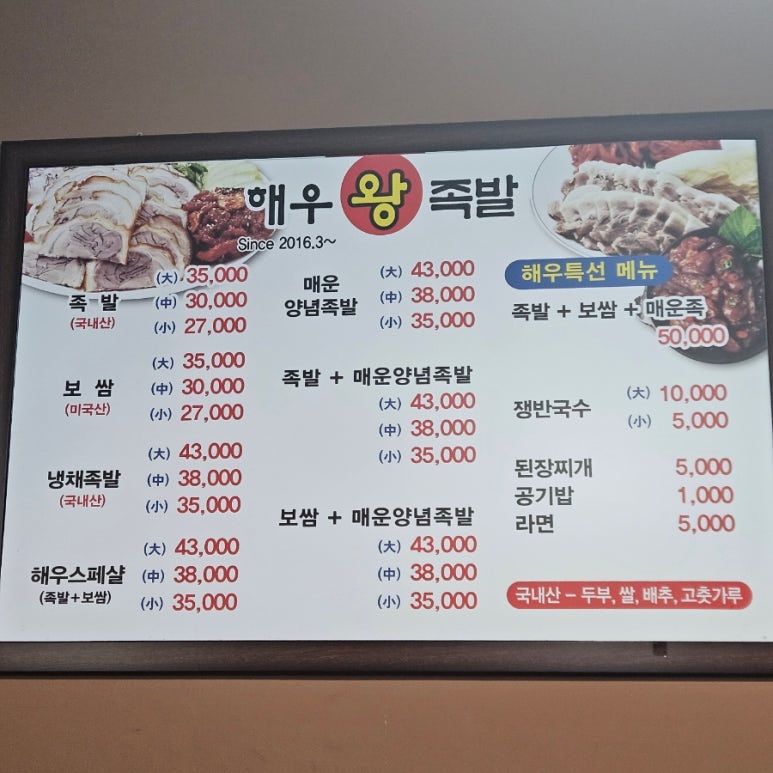 해우 왕 족발
Since 2016.3~
족 발
(국내산)
(大) 35,000
(中) 30,000
(小) 27,000
보 쌈
(미국산)
(大) 35,000
(中) 30,000
(小) 27,000
냉채족발
(국내산)
(大) 43,000
(中) 38,000
(小) 35,000
해우스페샬
(족발+보쌈)
(大) 43,000
(中) 38,000
(小) 35,000
매운
양념족발
(大) 43,000
(中) 38,000
(小) 35,000
족발 + 매운양념족발
(大) 43,000
(中) 38,000
(小) 35,000
보쌈 + 매운양념족발
(大) 43,000
(中) 38,000
(小) 35,000
해우특선 메뉴
족발 + 보쌈 + 매운족
50,000
쟁반국수
(大) 10,000
(小) 5,000
된장찌개 5,000
공기밥 1,000
라면 5,000
국내산 - 두부, 쌀, 배추, 고춧가루